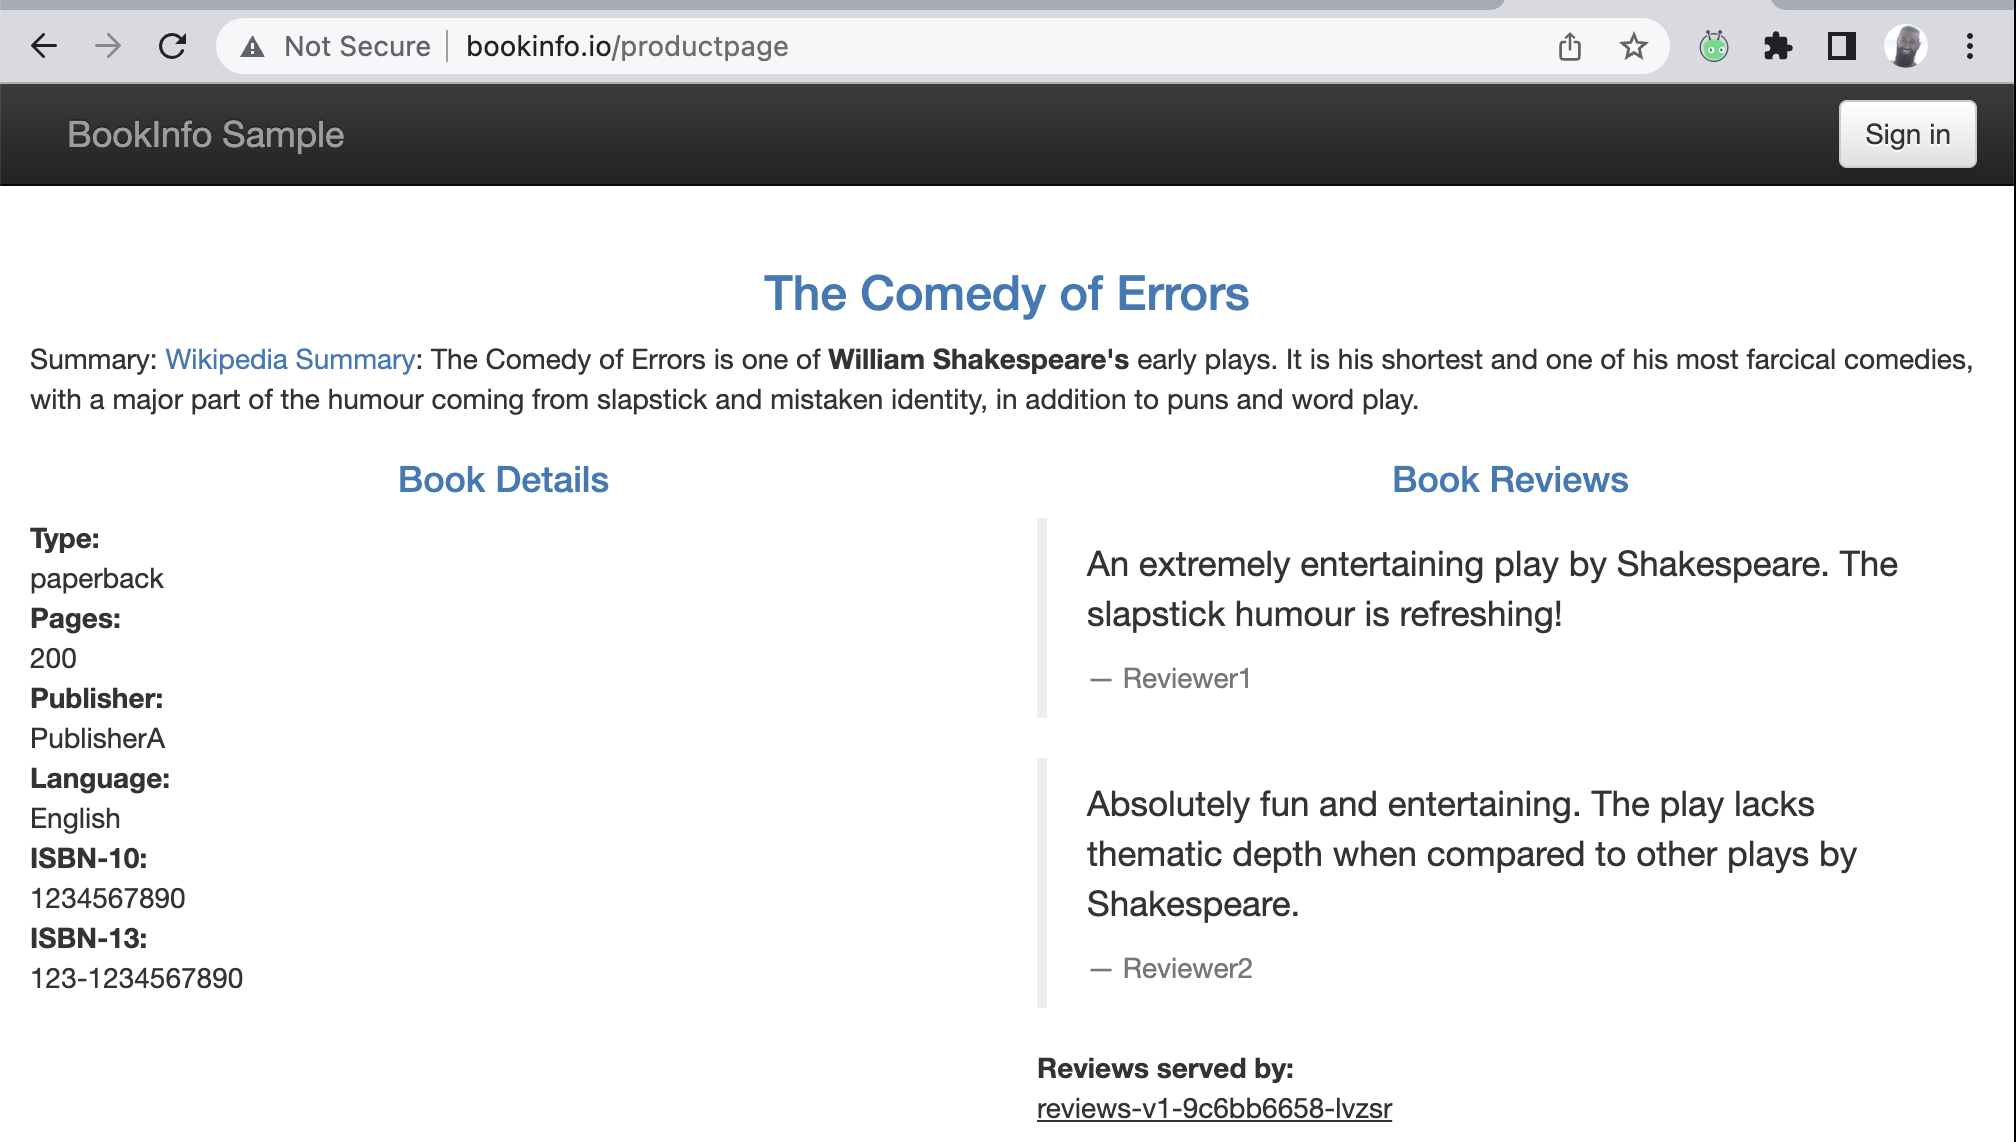 Not Secure bookinfo.io/productpage
BookInfo Sample
Sign in
The Comedy of Errors
Summary: Wikipedia Summary: The Comedy of Errors is one of William Shakespeare's early plays. It is his shortest and one of his most farcical comedies,
with a major part of the humour coming from slapstick and mistaken identity, in addition to puns and word play.
Book Details
Type:
paperback
Pages:
200
Publisher:
PublisherA
Language:
English
ISBN-10:
1234567890
ISBN-13:
123-1234567890
Book Reviews
An extremely entertaining play by Shakespeare. The
slapstick humour is refreshing!
— Reviewer1
Absolutely fun and entertaining. The play lacks
thematic depth when compared to other plays by
Shakespeare.
— Reviewer2
Reviews served by:
reviews-v1-9c6bb6658-lvzsr